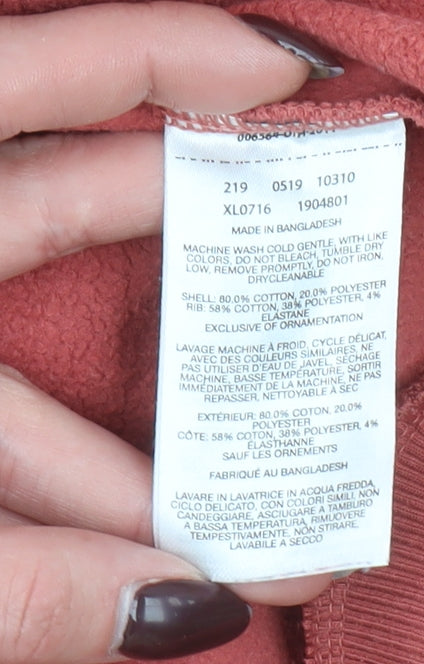 219 0519 10310
XL0716 1904801
MADE IN BANGLADESH
MACHINE WASH COLD GENTLE, WITH LIKE
COLORS, DO NOT BLEACH, TUMBLE DRY
LOW, REMOVE PROMPTLY, DO NOT IRON,
DRYCLEANABLE
SHELL: 80.0% COTTON, 20.0% POLYESTER
RIB: 58% COTTON, 38% POLYESTER, 4%
ELASTANE
EXCLUSIVE OF ORNAMENTATION
LAVAGE MACHINE À FROID, CYCLE DÉLICAT,
AVEC DES COULEURS SIMILAIRES, NE
PAS UTILISER D'EAU DE JAVEL, SÉCHAGE
MACHINE, BASSE TEMPÉRATURE, SORTIR
IMMÉDIATEMENT DE LA MACHINE, NE PAS
REPASSER, NETTOYABLE À SEC
EXTÉRIEUR: 80.0% COTON, 20.0%
POLYESTER
CÔTE: 58% COTON, 38% POLYESTER, 4%
ÉLASTHANNE
SAUF LES ORNEMENTS
FABRIQUÉ AU BANGLADESH
LAVARE IN LAVATRICE IN ACQUA FREDDA,
CICLO DELICATO, CON COLORI SIMILI, NON
CANDEGGIARE, ASCIUGARE A TAMBURO
A BASSA TEMPERATURA, RIMUOVERE
TEMPESTIVAMENTE, NON STIRARE,
LAVABILE A SECCO